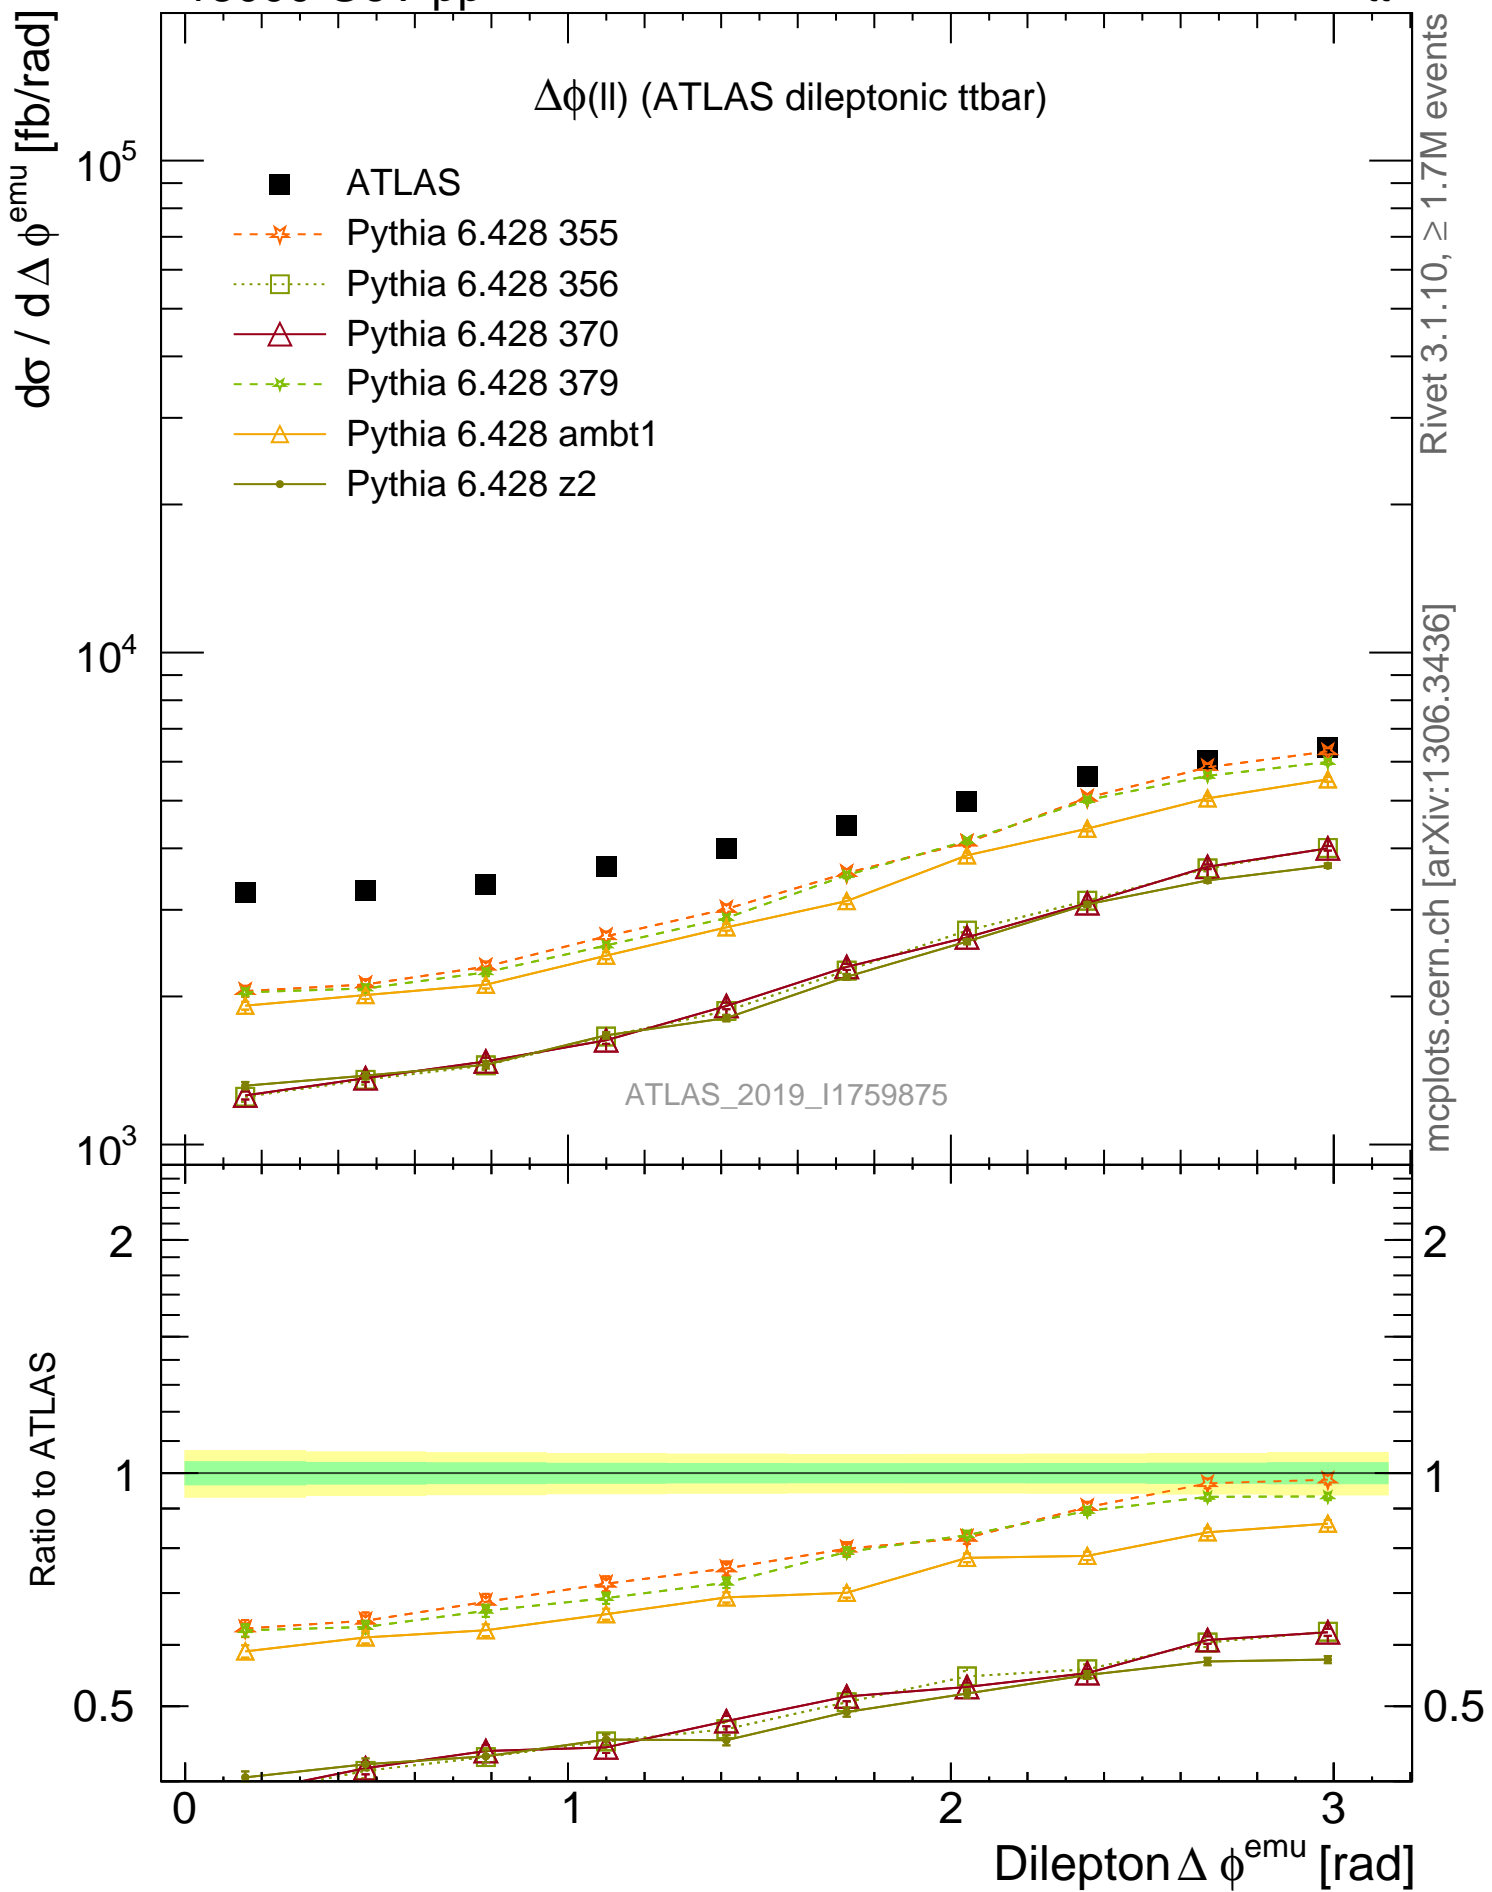 Δϕ(ll) (ATLAS dileptonic ttbar)
dσ / dΔ ϕ^emu [fb/rad]
10^5
10^4
10^3
ATLAS
Pythia 6.428 355
Pythia 6.428 356
Pythia 6.428 370
Pythia 6.428 379
Pythia 6.428 ambt1
Pythia 6.428 z2
ATLAS_2019_I1759875
Rivet 3.1.10, ≥ 1.7M events
mcplots.cern.ch [arXiv:1306.3436]
Ratio to ATLAS
2
1
0.5
2
1
0.5
0 1 2 3
Dilepton Δ ϕ^emu [rad]